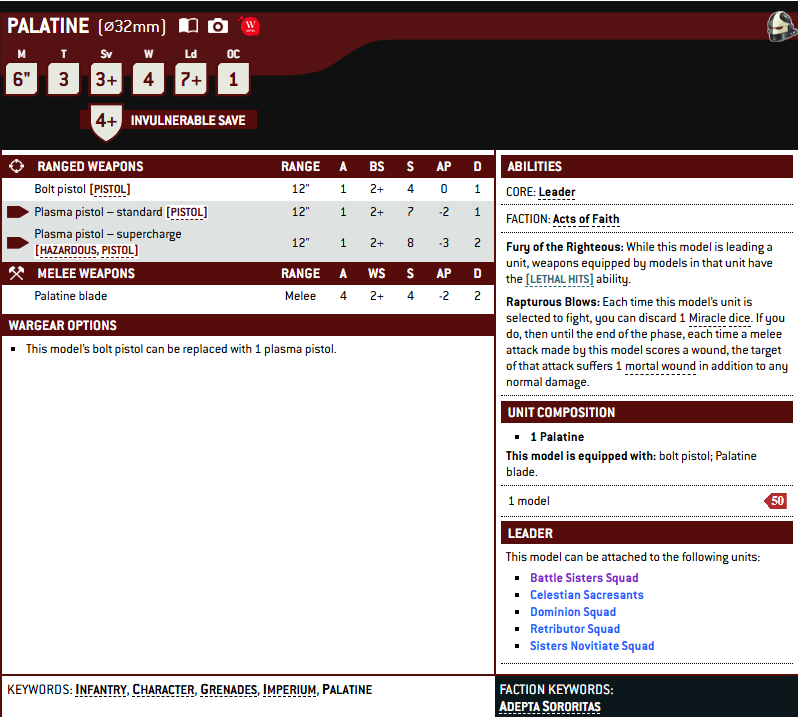 PALATINE (⌀32mm)
M T Sv W Ld OC
6" 3 3+ 4 7+ 1
4+ INVULNERABLE SAVE
RANGED WEAPONS RANGE A BS S AP D
Bolt pistol [PISTOL] 12" 1 2+ 4 0 1
Plasma pistol – standard [PISTOL] 12" 1 2+ 7 -2 1
Plasma pistol – supercharge
[HAZARDOUS, PISTOL] 12" 1 2+ 8 -3 2
MELEE WEAPONS RANGE A WS S AP D
Palatine blade Melee 4 2+ 4 -2 2
WARGEAR OPTIONS
▪ This model's bolt pistol can be replaced with 1 plasma pistol.
ABILITIES
CORE: Leader
FACTION: Acts of Faith
Fury of the Righteous: While this model is leading a
unit, weapons equipped by models in that unit have
the [LETHAL HITS] ability.
Rapturous Blows: Each time this model's unit is
selected to fight, you can discard 1 Miracle dice. If you
do, then until the end of the phase, each time a melee
attack made by this model scores a wound, the target
of that attack suffers 1 mortal wound in addition to any
normal damage.
UNIT COMPOSITION
▪ 1 Palatine
This model is equipped with: bolt pistol; Palatine
blade.
1 model 50
LEADER
This model can be attached to the following units:
▪ Battle Sisters Squad
▪ Celestian Sacresants
▪ Dominion Squad
▪ Retributor Squad
▪ Sisters Novitiate Squad
KEYWORDS: INFANTRY, CHARACTER, GRENADES, IMPERIUM, PALATINE
FACTION KEYWORDS:
ADEPTA SORORITAS